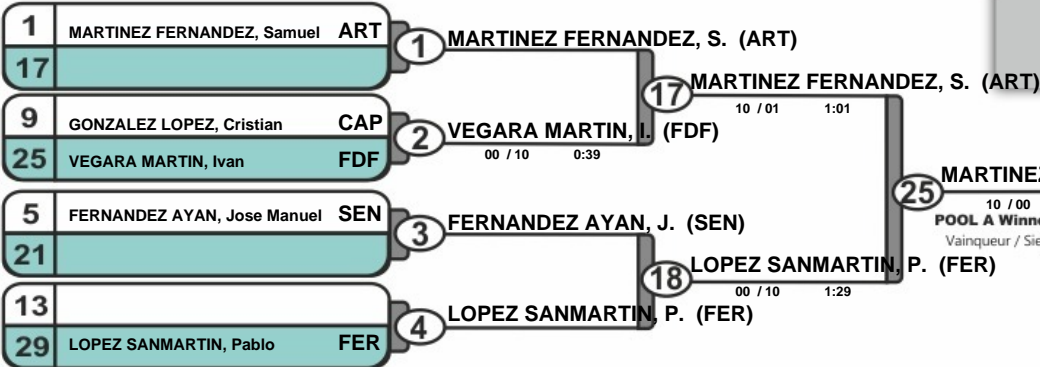 1 MARTINEZ FERNANDEZ, Samuel ART
17
1 MARTINEZ FERNANDEZ, S. (ART)
17 MARTINEZ FERNANDEZ, S. (ART)
10 / 01 1:01
9 GONZALEZ LOPEZ, Cristian CAP
25 VEGARA MARTIN, Ivan FDF
2 VEGARA MARTIN, I. (FDF)
00 / 10 0:39
25 MARTINEZ
10 / 00
POOL A Winne
Vainqueur / Sie
5 FERNANDEZ AYAN, Jose Manuel SEN
21
3 FERNANDEZ AYAN, J. (SEN)
18 LOPEZ SANMARTIN, P. (FER)
00 / 10 1:29
13
29 LOPEZ SANMARTIN, Pablo FER
4 LOPEZ SANMARTIN, P. (FER)